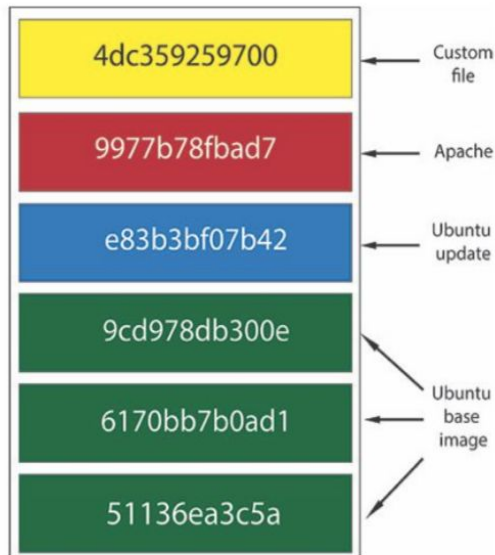 4dc359259700
Custom
file
9977b78fbad7
Apache
e83b3bf07b42
Ubuntu
update
9cd978db300e
6170bb7b0ad1
Ubuntu
base
image
51136ea3c5a